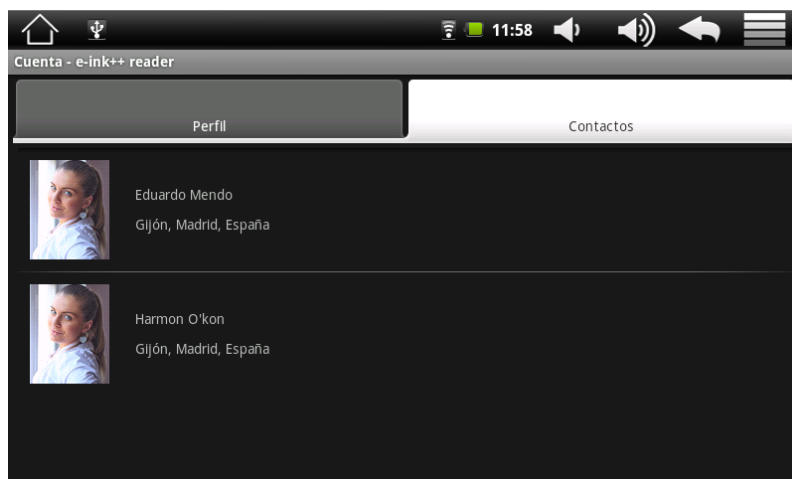 11:58
Cuenta - e-ink++ reader
Perfil
Contactos
Eduardo Mendo
Gijón, Madrid, España
Harmon O'kon
Gijón, Madrid, España